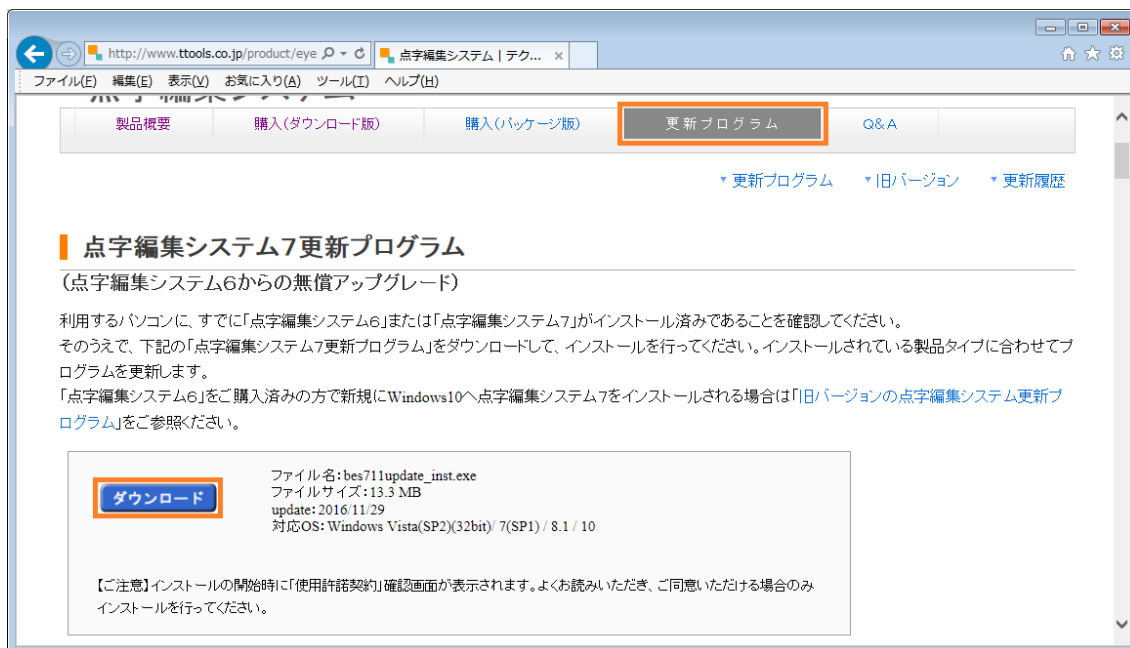 http://www.ttools.co.jp/product/eye
点字編集システム | テク...
ファイル(F) 編集(E) 表示(V) お気に入り(A) ツール(T) ヘルプ(H)
点字編集システム
製品概要 購入(ダウンロード版) 購入(パッケージ版) 更新プログラム Q&A
更新プログラム 旧バージョン 更新履歴
点字編集システム7更新プログラム
(点字編集システム6からの無償アップグレード)
利用するパソコンに、すでに「点字編集システム6」または「点字編集システム7」がインストール済みであることを確認してください。
そのうえで、下記の「点字編集システム7更新プログラム」をダウンロードして、インストールを行ってください。インストールされている製品タイプに合わせてプ
ログラムを更新します。
「点字編集システム6」をご購入済みの方で新規にWindows10へ点字編集システム7をインストールされる場合は「旧バージョンの点字編集システム更新プ
ログラム」をご参照ください。
ダウンロード
ファイル名:bes711update_inst.exe
ファイルサイズ:13.3 MB
update:2016/11/29
対応OS:Windows Vista(SP2)(32bit)/ 7(SP1) / 8.1 / 10
【ご注意】インストールの開始時に「使用許諾契約」確認画面が表示されます。よくお読みいただき、ご同意いただける場合のみ
インストールを行ってください。